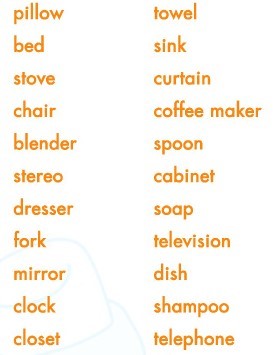 pillow
bed
stove
chair
blender
stereo
dresser
fork
mirror
clock
closet
towel
sink
curtain
coffee maker
spoon
cabinet
soap
television
dish
shampoo
telephone